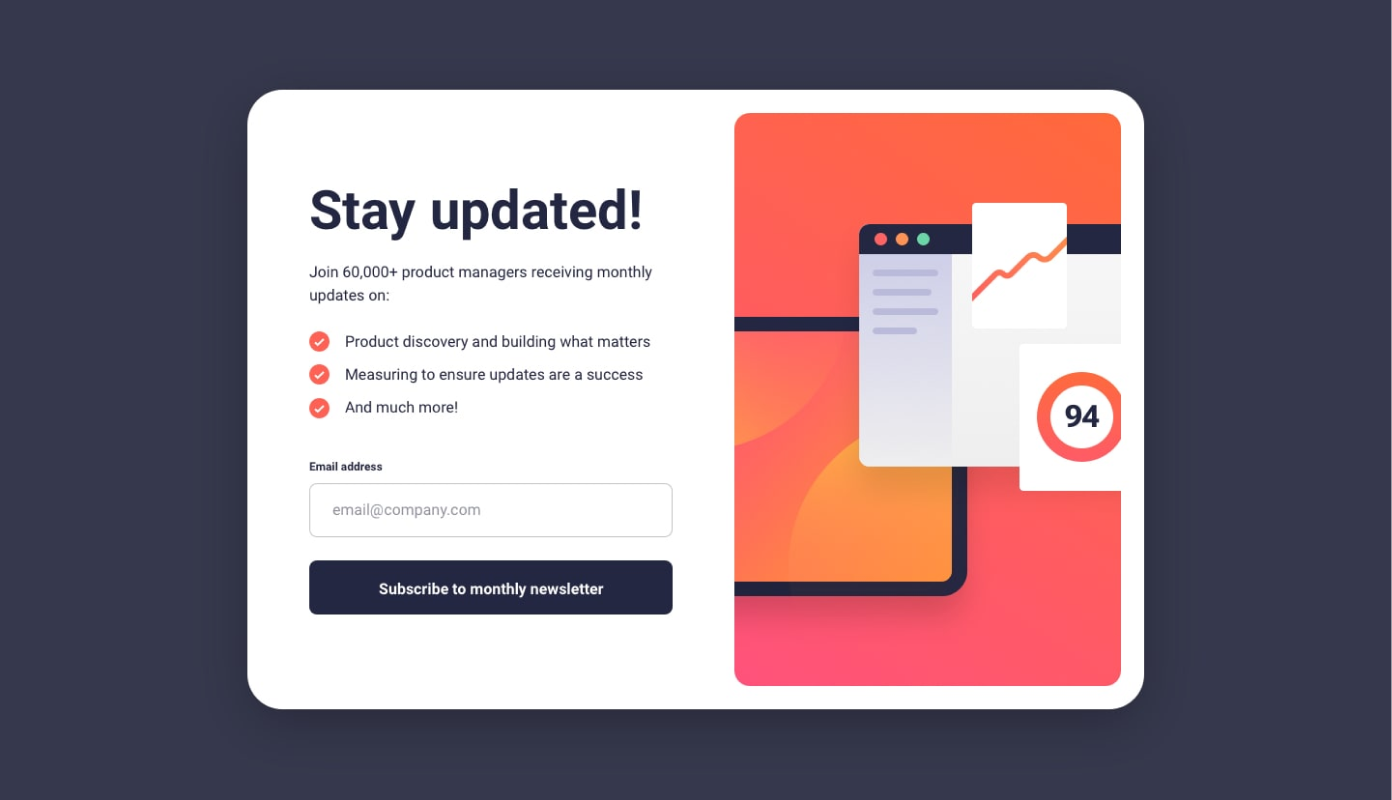 Stay updated!
Join 60,000+ product managers receiving monthly
updates on:
Product discovery and building what matters
Measuring to ensure updates are a success
And much more!
Email address
email@company.com
Subscribe to monthly newsletter
94